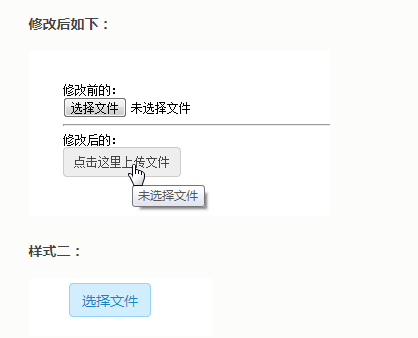 修改后如下：
修改前的：
选择文件 未选择文件
修改后的：
点击这里上传文件
未选择文件
样式二：
选择文件